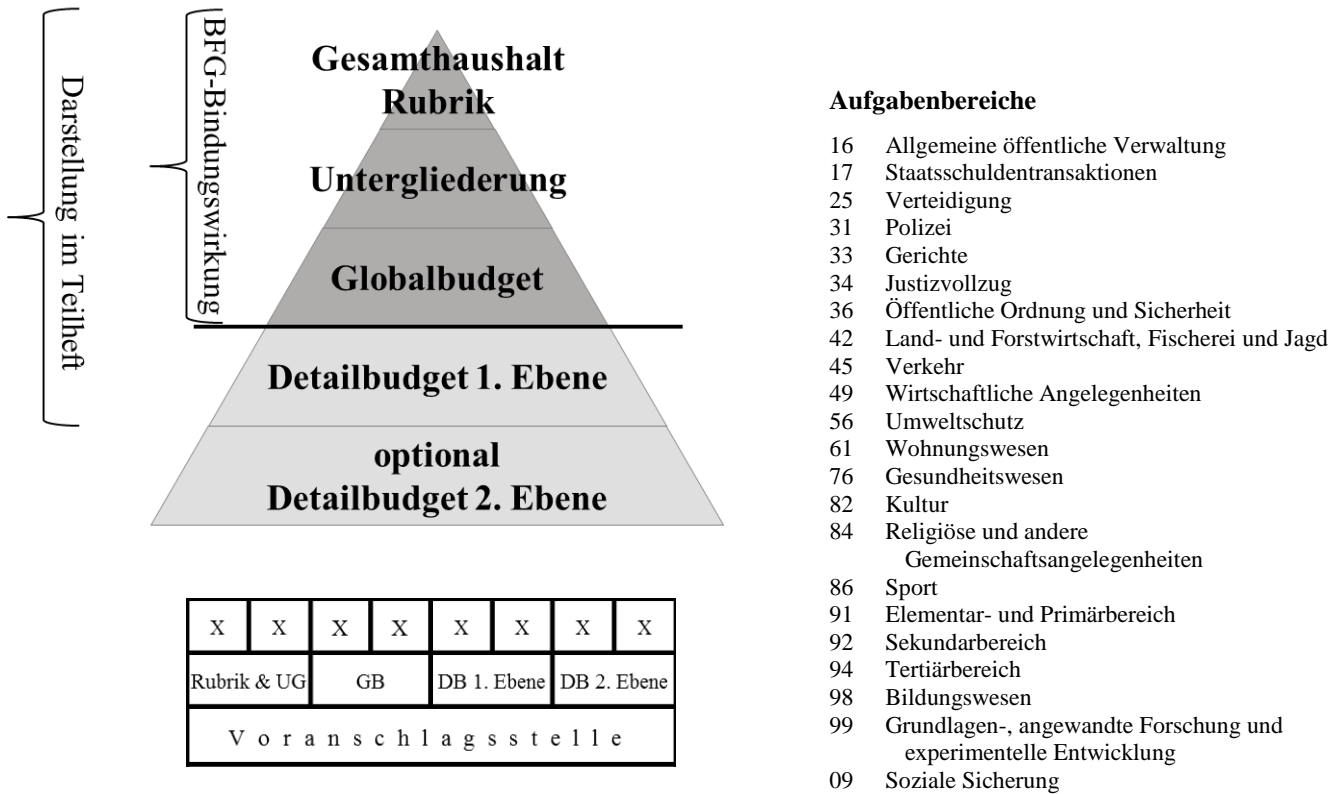 Darstellung im Teilheft
BFG-Bindungswirkung
Gesamthaushalt
Rubrik
Untergliederung
Globalbudget
Detailbudget 1. Ebene
optional
Detailbudget 2. Ebene
X X X X X X X X
Rubrik & UG GB DB 1. Ebene DB 2. Ebene
V o r a n s c h l a g s s t e l l e
Aufgabenbereiche
16 Allgemeine öffentliche Verwaltung
17 Staatsschuldentransaktionen
25 Verteidigung
31 Polizei
33 Gerichte
34 Justizvollzug
36 Öffentliche Ordnung und Sicherheit
42 Land- und Forstwirtschaft, Fischerei und Jagd
45 Verkehr
49 Wirtschaftliche Angelegenheiten
56 Umweltschutz
61 Wohnungswesen
76 Gesundheitswesen
82 Kultur
84 Religiöse und andere
Gemeinschaftsangelegenheiten
86 Sport
91 Elementar- und Primärbereich
92 Sekundarbereich
94 Tertiärbereich
98 Bildungswesen
99 Grundlagen-, angewandte Forschung und
experimentelle Entwicklung
09 Soziale Sicherung